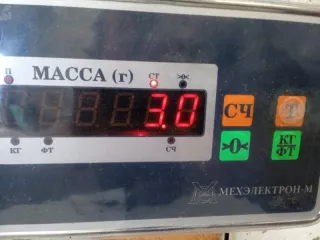 п МАССА (г) СТ >0<
3.0
КГ ФТ СЧ
СЧ Т
>0< КГ ФТ
МЕХЭЛЕКТРОН-М